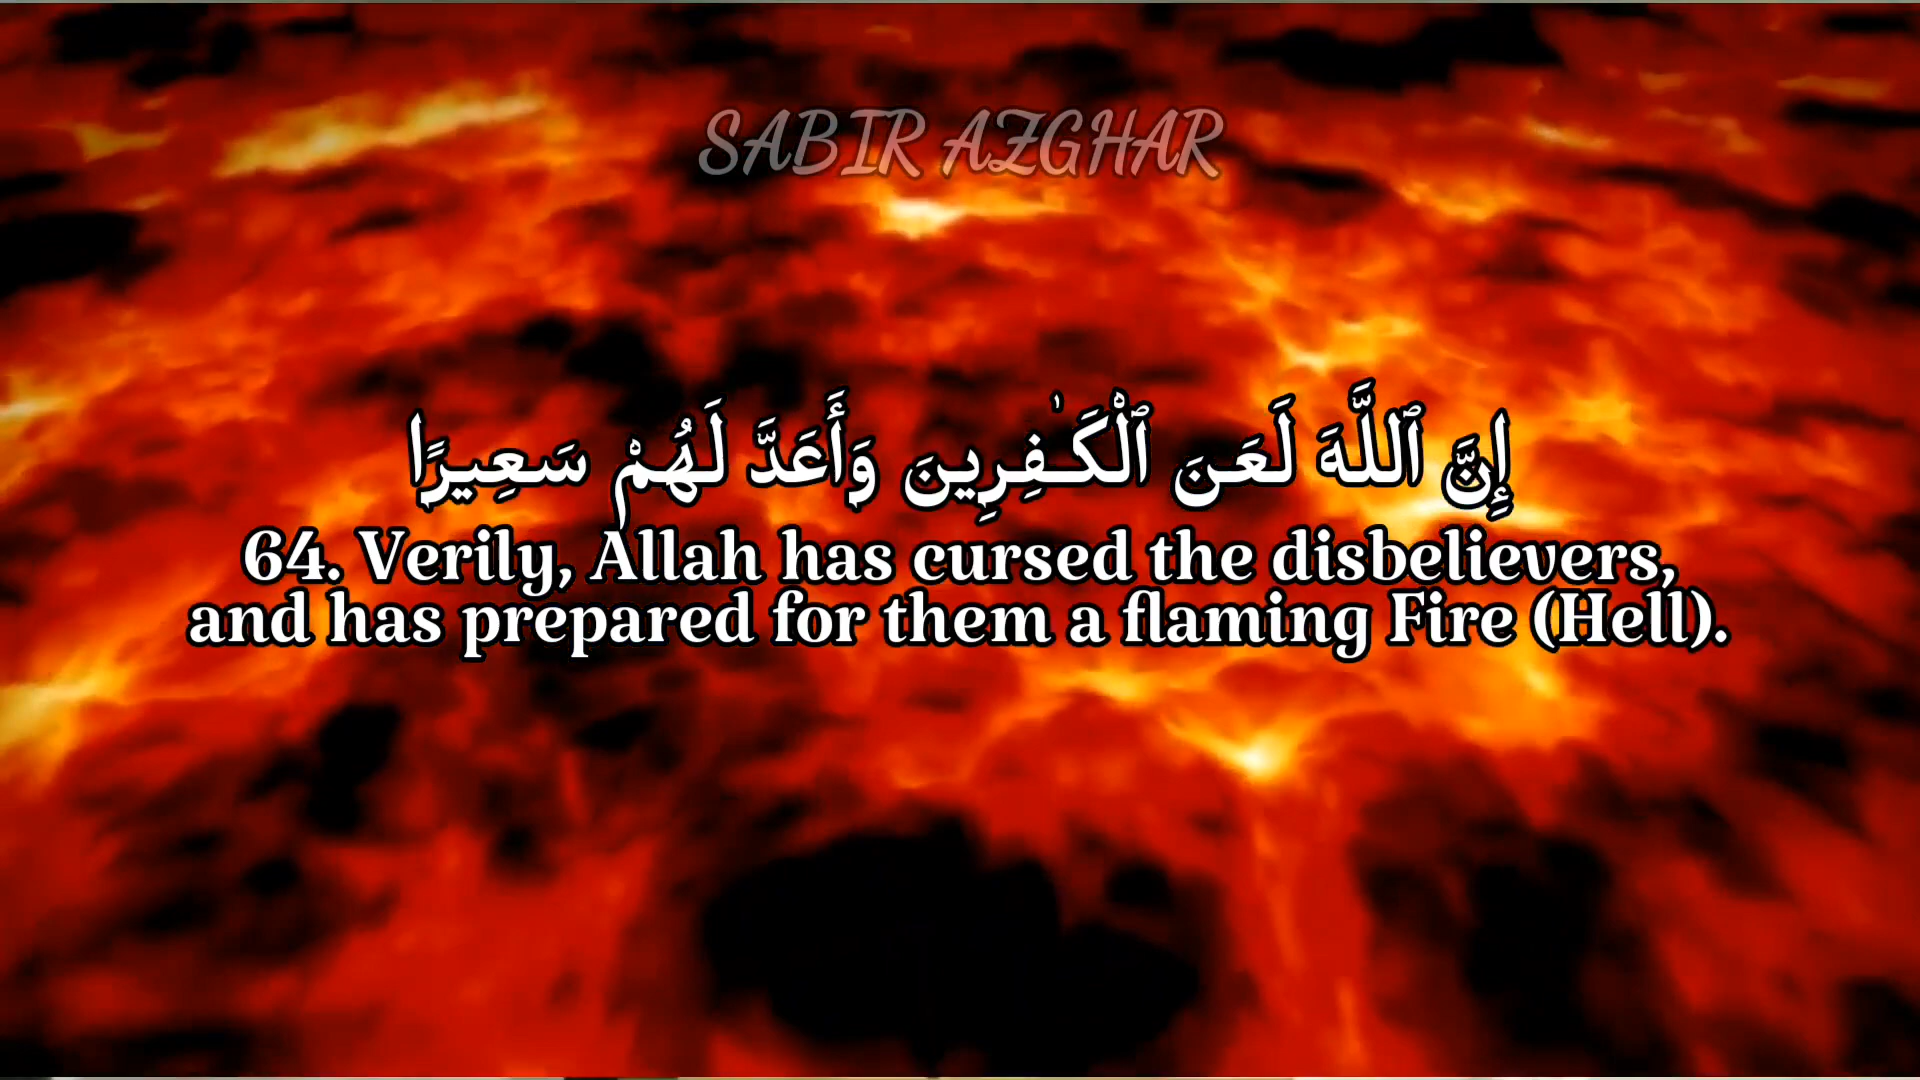 SABIR AZGHAR
إِنَّ ٱللَّهَ لَعَنَ ٱلْكَـٰفِرِينَ وَأَعَدَّ لَهُمْ سَعِيرًا
64. Verily, Allah has cursed the disbelievers,
and has prepared for them a flaming Fire (Hell).